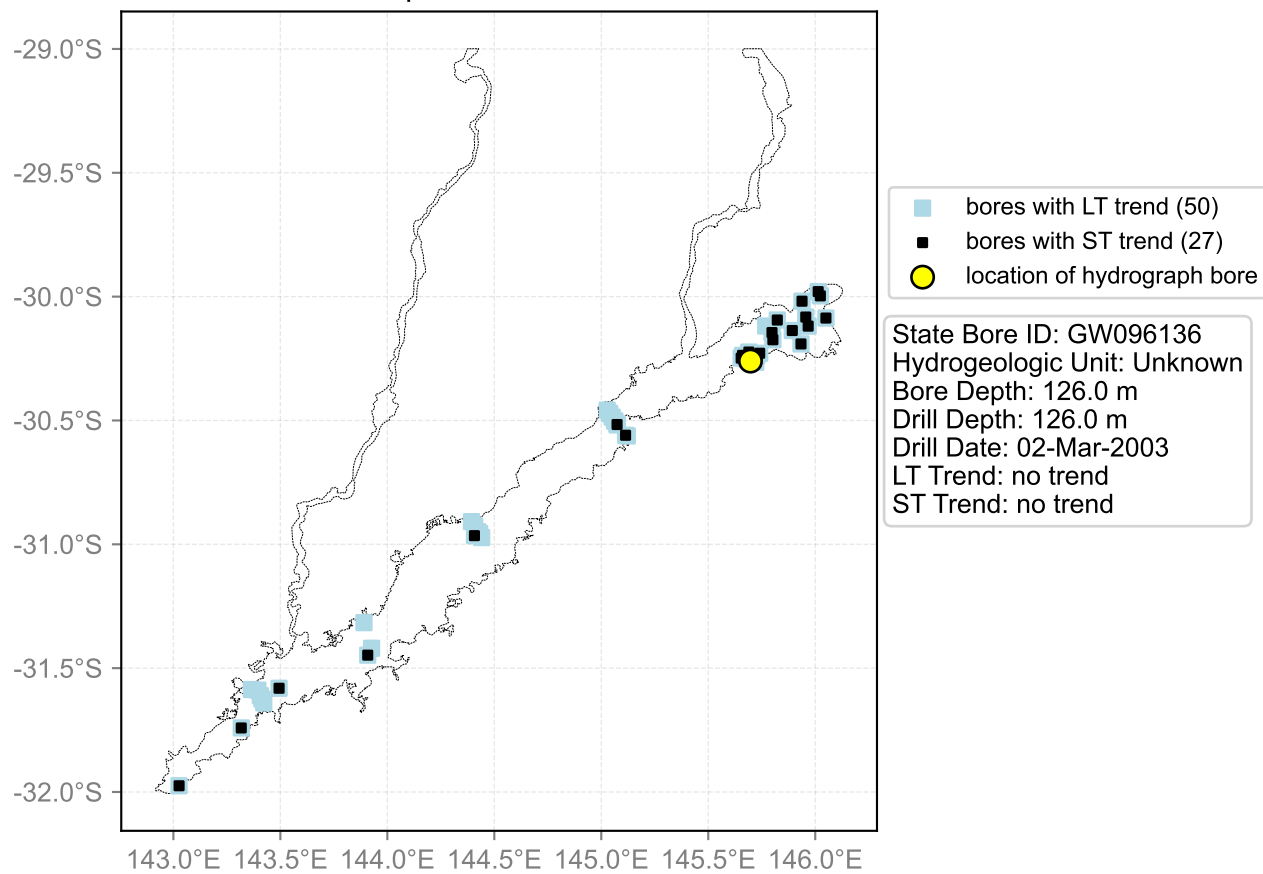 -29.0°S
-29.5°S
-30.0°S
-30.5°S
-31.0°S
-31.5°S
-32.0°S
143.0°E 143.5°E 144.0°E 144.5°E 145.0°E 145.5°E 146.0°E
bores with LT trend (50)
bores with ST trend (27)
location of hydrograph bore
State Bore ID: GW096136
Hydrogeologic Unit: Unknown
Bore Depth: 126.0 m
Drill Depth: 126.0 m
Drill Date: 02-Mar-2003
LT Trend: no trend
ST Trend: no trend